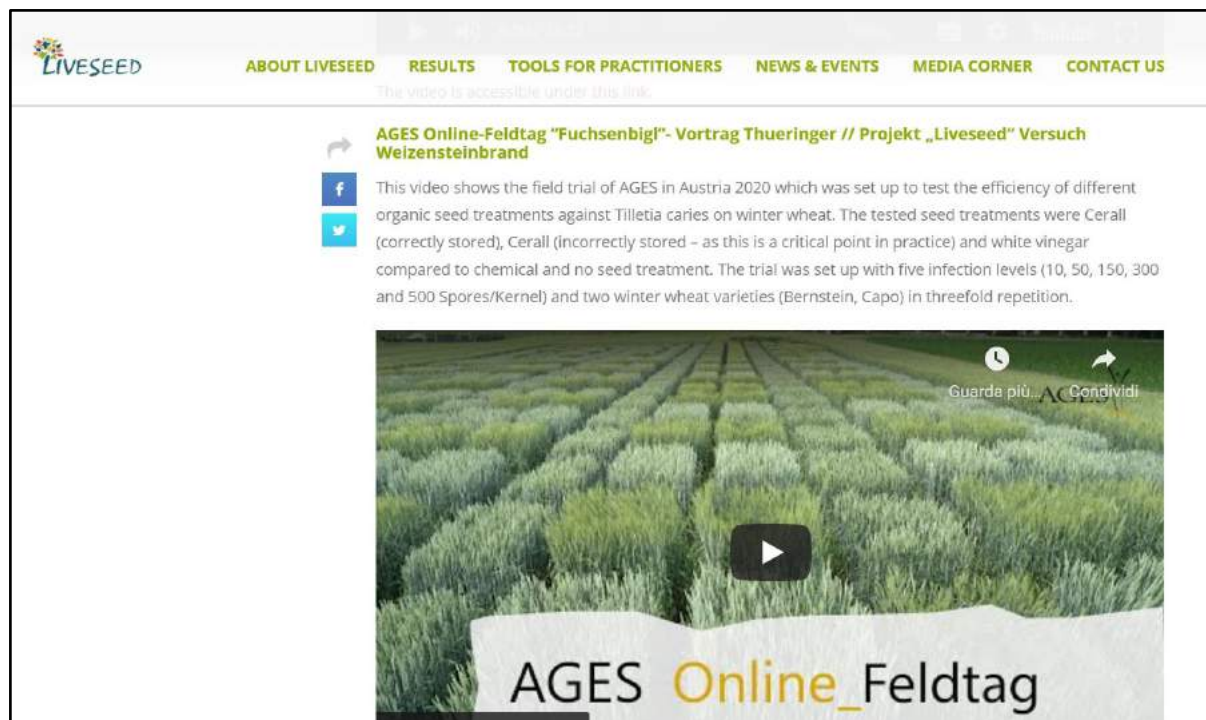 LIVESEED
ABOUT LIVESEED RESULTS TOOLS FOR PRACTITIONERS NEWS & EVENTS MEDIA CORNER CONTACT US
The video is accessible under this link.
AGES Online-Feldtag "Fuchsenbigl"- Vortrag Thueringer // Projekt „Liveseed" Versuch
Weizensteinbrand
This video shows the field trial of AGES in Austria 2020 which was set up to test the efficiency of different
organic seed treatments against Tilletia caries on winter wheat. The tested seed treatments were Cerall
(correctly stored), Cerall (incorrectly stored – as this is a critical point in practice) and white vinegar
compared to chemical and no seed treatment. The trial was set up with five infection levels (10, 50, 150, 300
and 500 Spores/Kernel) and two winter wheat varieties (Bernstein, Capo) in threefold repetition.
Guarda più... Condividi
AGES
AGES Online_Feldtag